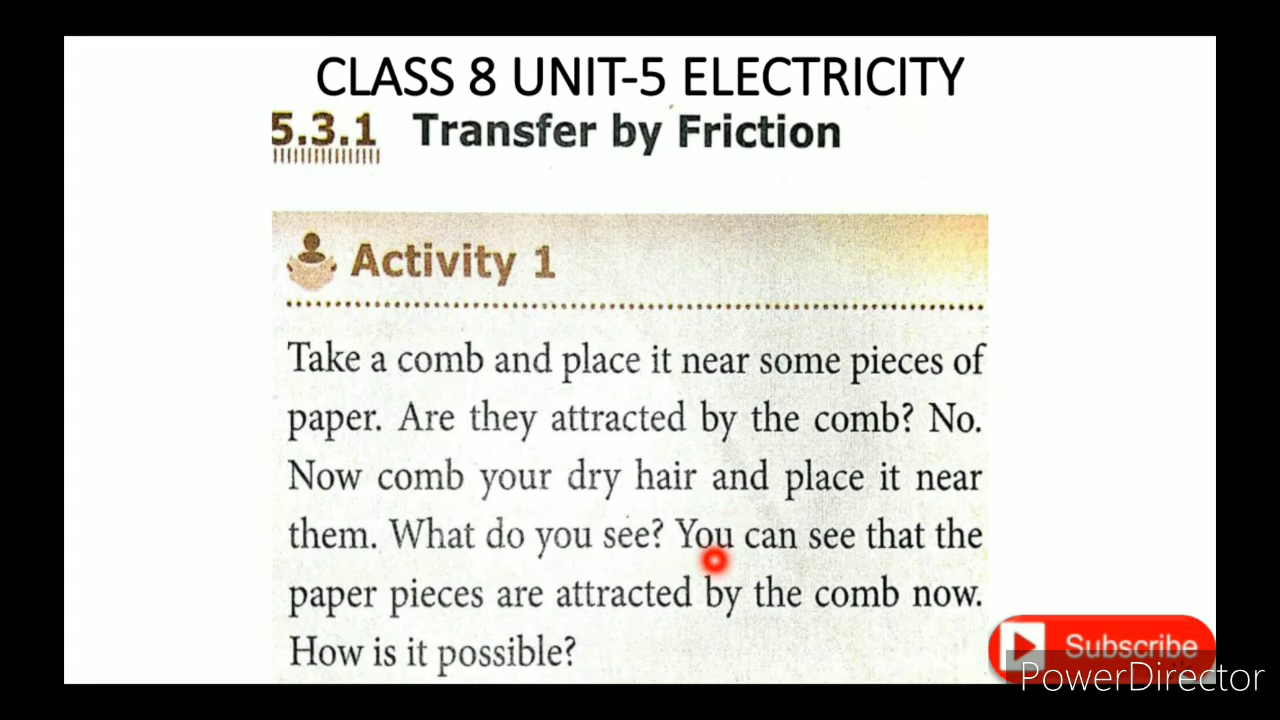 CLASS 8 UNIT-5 ELECTRICITY
5.3.1 Transfer by Friction
Activity 1
Take a comb and place it near some pieces of
paper. Are they attracted by the comb? No.
Now comb your dry hair and place it near
them. What do you see? You can see that the
paper pieces are attracted by the comb now.
How is it possible?
Subscribe
PowerDirector